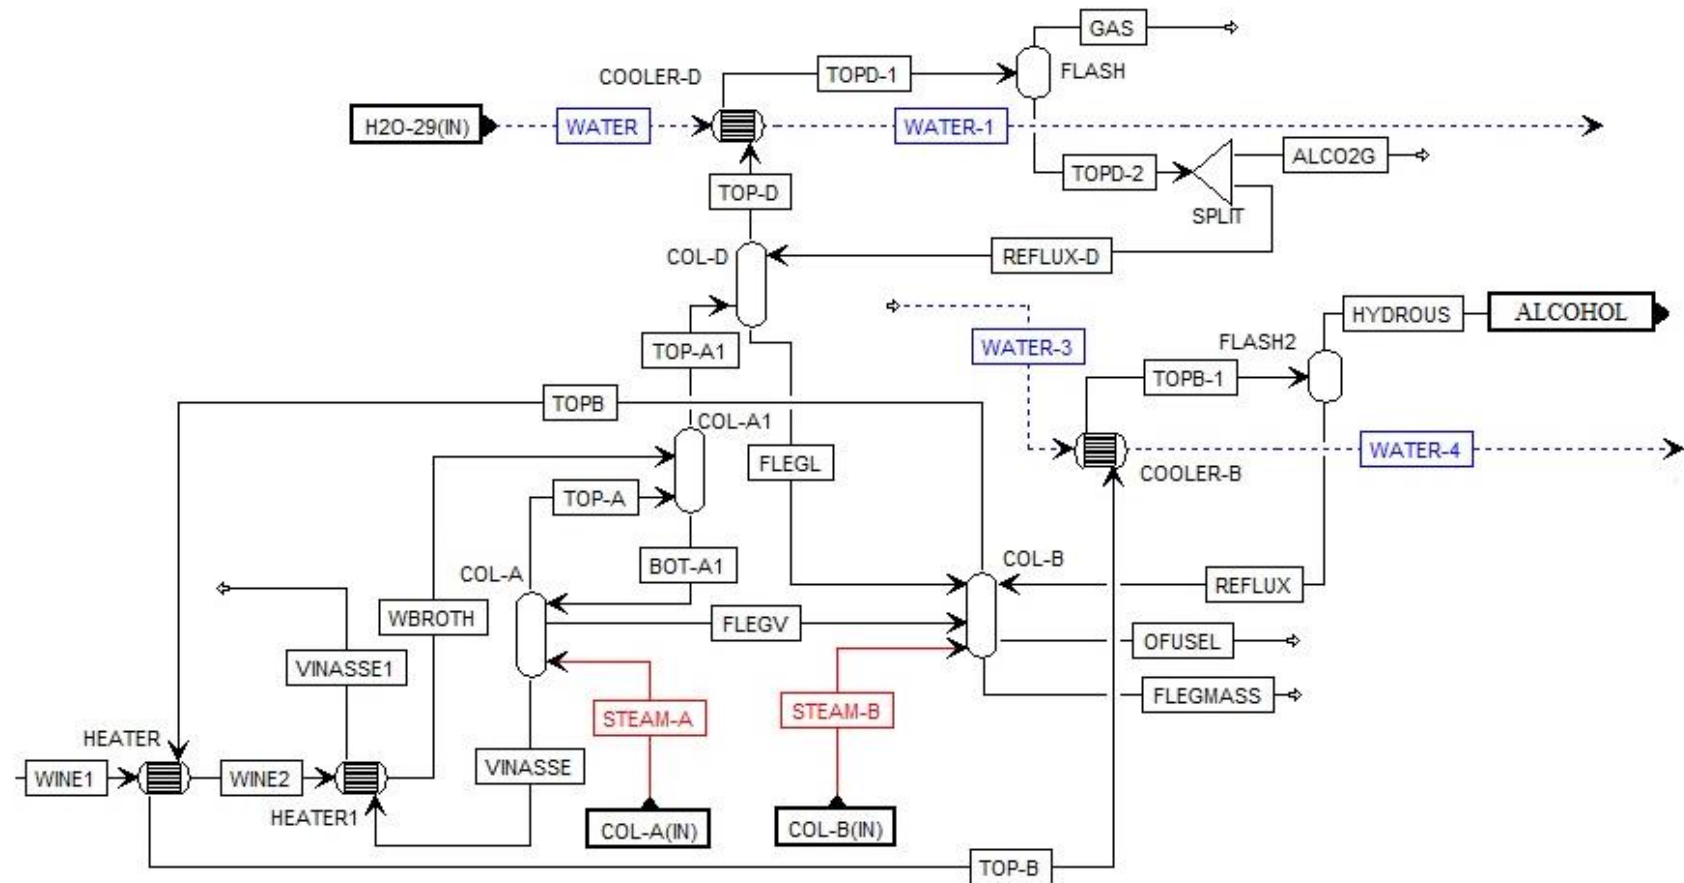 GAS
COOLER-D
TOPD-1
FLASH
H2O-29(IN)
WATER
WATER-1
ALCO2G
TOPD-2
TOP-D
SPLIT
COL-D
REFLUX-D
HYDROUS
ALCOHOL
TOP-A1
WATER-3
FLASH2
TOPB-1
TOPB
COL-A1
FLEGL
WATER-4
COOLER-B
TOP-A
COL-B
BOT-A1
COL-A
REFLUX
WBROTH
FLEGV
OFUSEL
VINASSE1
FLEGMASS
STEAM-A
STEAM-B
HEATER
VINASSE
WINE1
WINE2
HEATER1
COL-A(IN)
COL-B(IN)
TOP-B